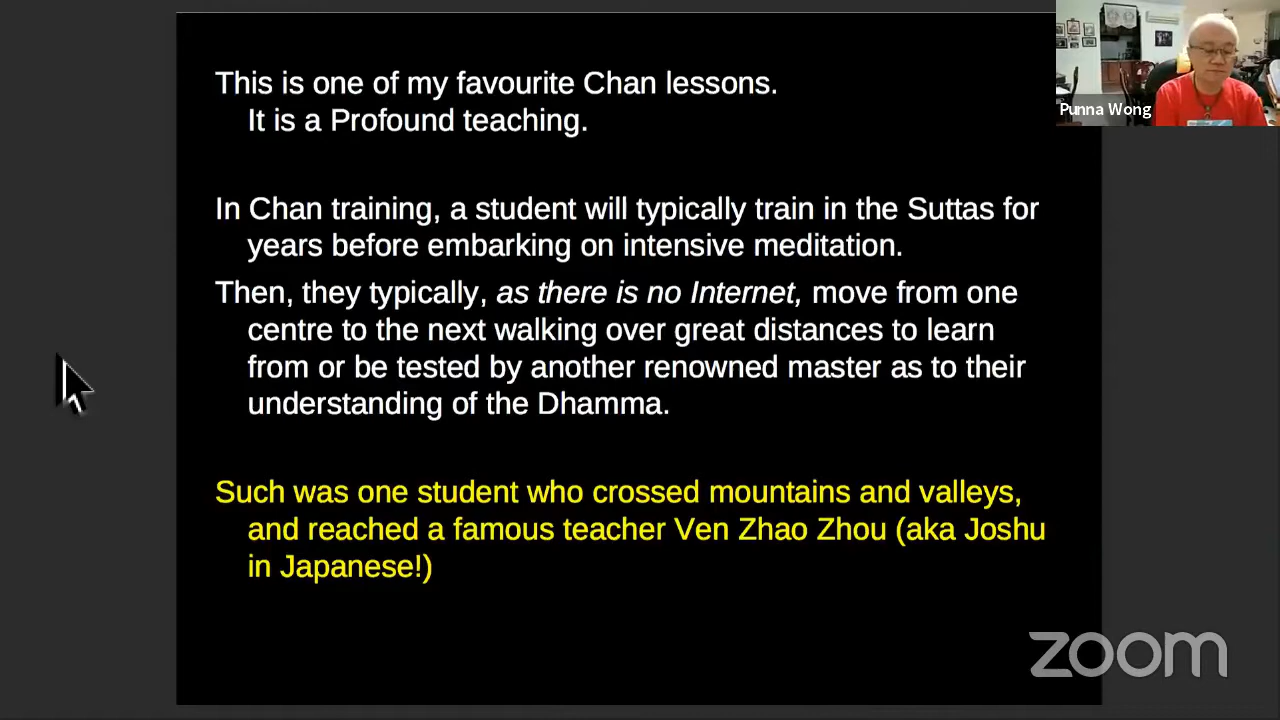 This is one of my favourite Chan lessons.
It is a Profound teaching.
In Chan training, a student will typically train in the Suttas for
years before embarking on intensive meditation.
Then, they typically, as there is no Internet, move from one
centre to the next walking over great distances to learn
from or be tested by another renowned master as to their
understanding of the Dhamma.
Such was one student who crossed mountains and valleys,
and reached a famous teacher Ven Zhao Zhou (aka Joshu
in Japanese!)
Punna Wong
zoom